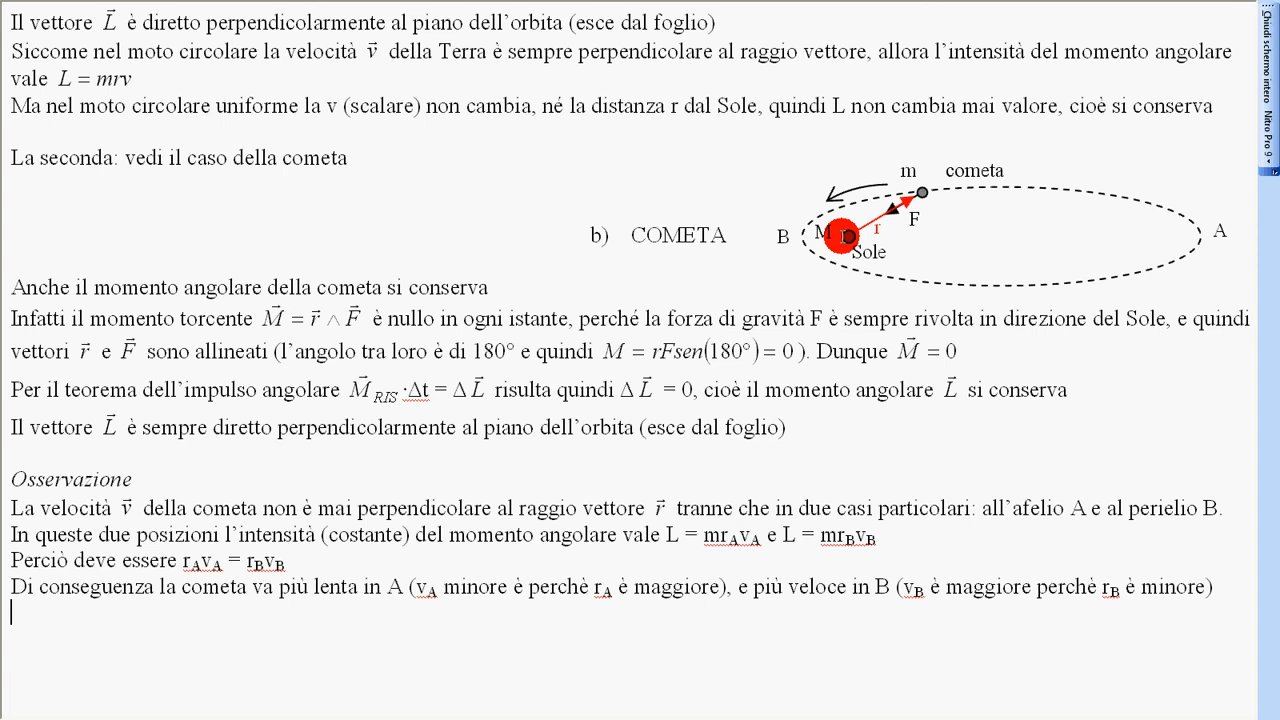 Il vettore L⃗ è diretto perpendicolarmente al piano dell'orbita (esce dal foglio)
Siccome nel moto circolare la velocità v⃗ della Terra è sempre perpendicolare al raggio vettore, allora l'intensità del momento angolare
vale L = mrv
Ma nel moto circolare uniforme la v (scalare) non cambia, né la distanza r dal Sole, quindi L non cambia mai valore, cioè si conserva
La seconda: vedi il caso della cometa
m cometa
F
r
M
b) COMETA B A
Sole
Anche il momento angolare della cometa si conserva
Infatti il momento torcente M⃗ = r⃗ ∧ F⃗ è nullo in ogni istante, perché la forza di gravità F è sempre rivolta in direzione del Sole, e quindi
vettori r⃗ e F⃗ sono allineati (l'angolo tra loro è di 180° e quindi M = rFsen(180°) = 0 ). Dunque M⃗ = 0
Per il teorema dell'impulso angolare M⃗ RIS ·Δt = Δ L⃗ risulta quindi Δ L⃗ = 0, cioè il momento angolare L⃗ si conserva
Il vettore L⃗ è sempre diretto perpendicolarmente al piano dell'orbita (esce dal foglio)
Osservazione
La velocità v⃗ della cometa non è mai perpendicolare al raggio vettore r⃗ tranne che in due casi particolari: all'afelio A e al perielio B.
In queste due posizioni l'intensità (costante) del momento angolare vale L = mrAvA e L = mrBvB
Perciò deve essere rAvA = rBvB
Di conseguenza la cometa va più lenta in A (vA minore è perchè rA è maggiore), e più veloce in B (vB è maggiore perchè rB è minore)
Chiudi schermo intero Nitro Pro 9